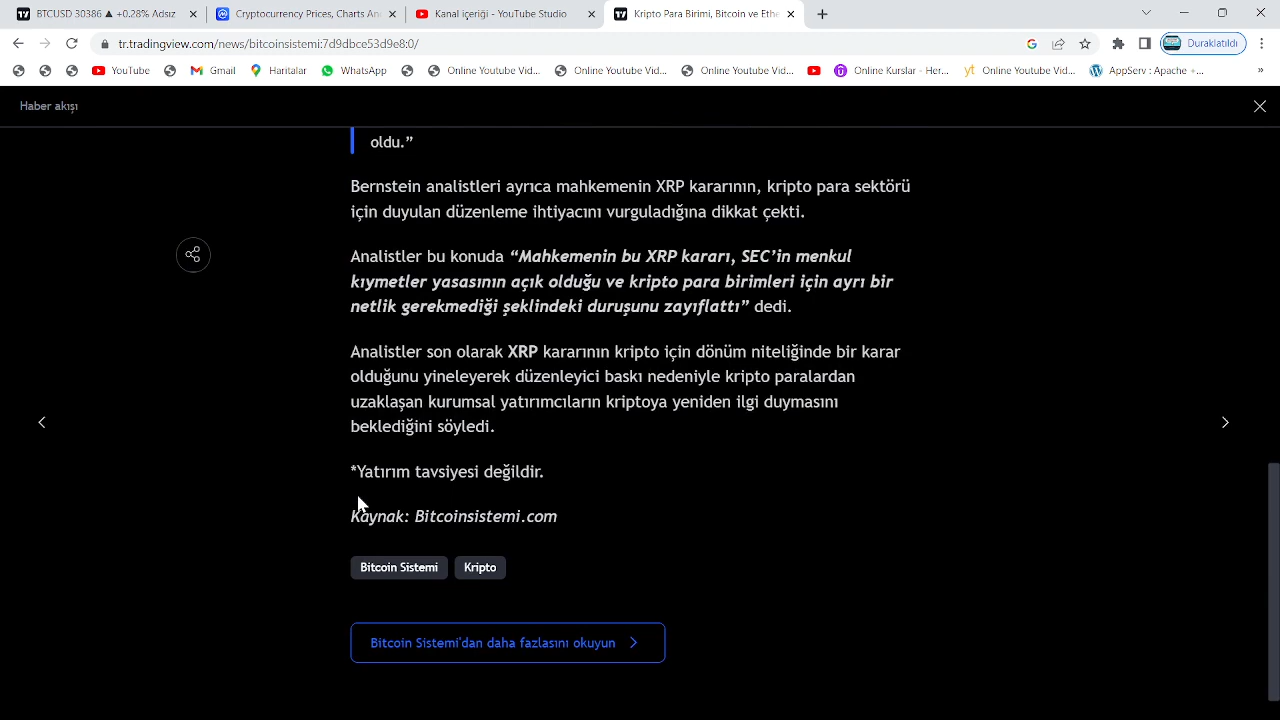 BTCUSD 30386 ▲ +0.28% Adsız
Cryptocurrency Prices, Charts An
Kanal içeriği - YouTube Studio
Kripto Para Birimi, Bitcoin ve Ethe
tr.tradingview.com/news/bitcoinsistemi:7d9dbce53d9e8:0/
Duraklatıldı
YouTube
Gmail
Haritalar
WhatsApp
Online Youtube Vid...
Online Youtube Vid...
Online Youtube Vid...
Online Kurslar - Her...
Online Youtube Vid...
AppServ : Apache +...
»
Haber akışı
oldu.”
Bernstein analistleri ayrıca mahkemenin XRP kararının, kripto para sektörü
için duyulan düzenleme ihtiyacını vurguladığına dikkat çekti.
Analistler bu konuda “Mahkemenin bu XRP kararı, SEC’in menkul
kıymetler yasasının açık olduğu ve kripto para birimleri için ayrı bir
netlik gerekmediği şeklindeki duruşunu zayıflattı” dedi.
Analistler son olarak XRP kararının kripto için dönüm niteliğinde bir karar
olduğunu yineleyerek düzenleyici baskı nedeniyle kripto paralardan
uzaklaşan kurumsal yatırımcıların kriptoya yeniden ilgi duymasını
beklediğini söyledi.
*Yatırım tavsiyesi değildir.
Kaynak: Bitcoinsistemi.com
Bitcoin Sistemi
Kripto
Bitcoin Sistemi'dan daha fazlasını okuyun